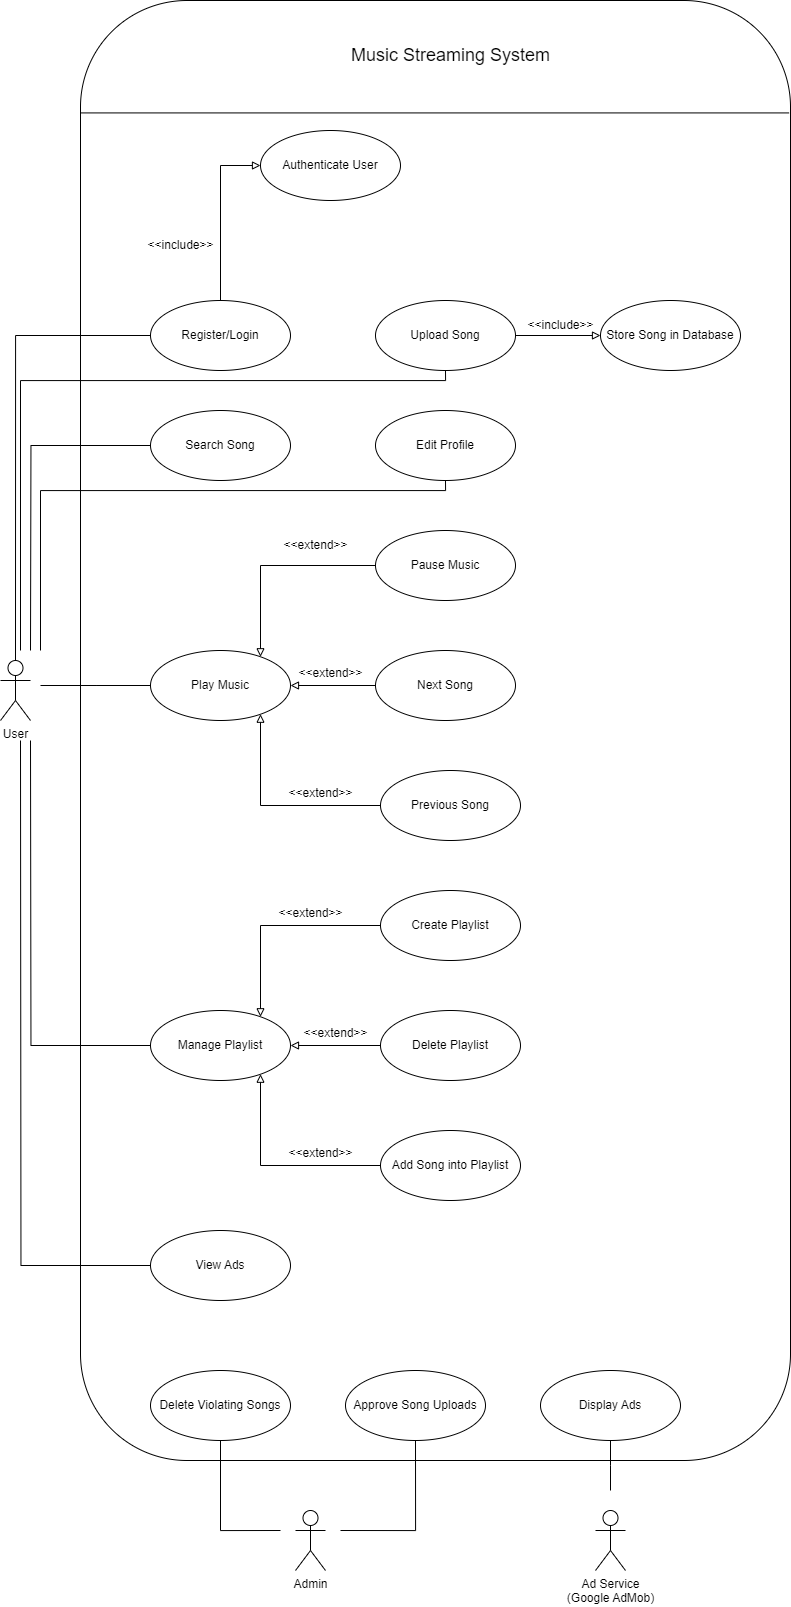 Music Streaming System
Authenticate User
<<include>>
Register/Login
Upload Song
<<include>>
Store Song in Database
Search Song
Edit Profile
<<extend>>
Pause Music
Play Music
<<extend>>
Next Song
User
<<extend>>
Previous Song
<<extend>>
Create Playlist
Manage Playlist
<<extend>>
Delete Playlist
<<extend>>
Add Song into Playlist
View Ads
Delete Violating Songs
Approve Song Uploads
Display Ads
Admin
Ad Service
(Google AdMob)